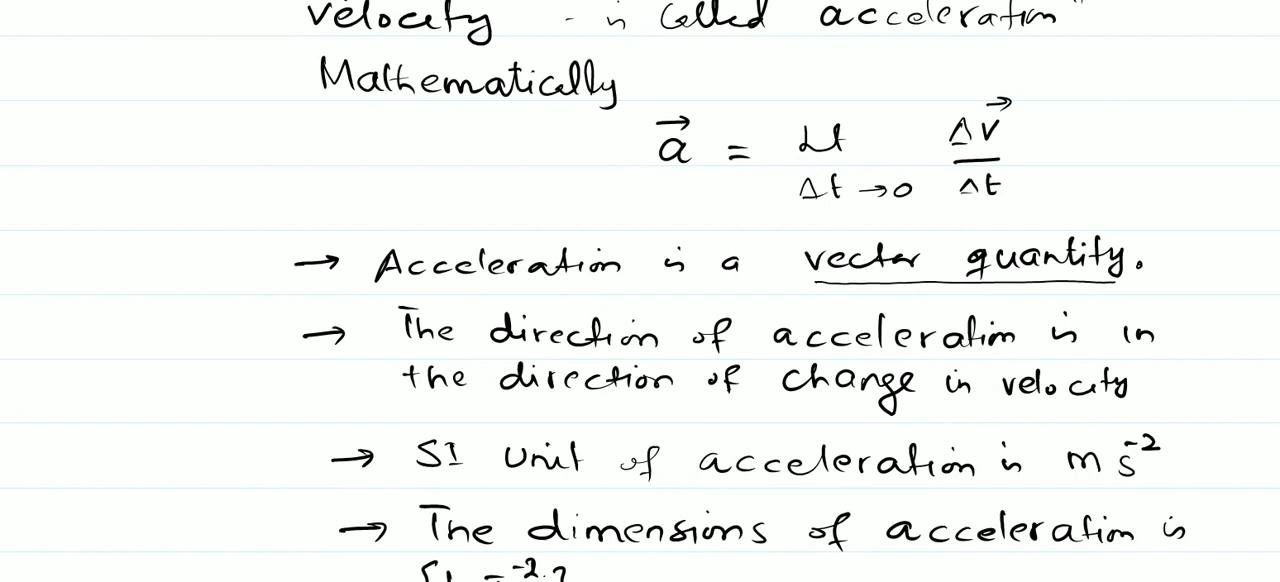 velocity - is called acceleration"
Mathematically
a⃗ = Lt Δv⃗
Δt → 0 Δt
→ Acceleration is a vector quantity.
→ The direction of acceleration is in
the direction of change in velocity
→ SI unit of acceleration is m s⁻²
→ The dimensions of acceleration is